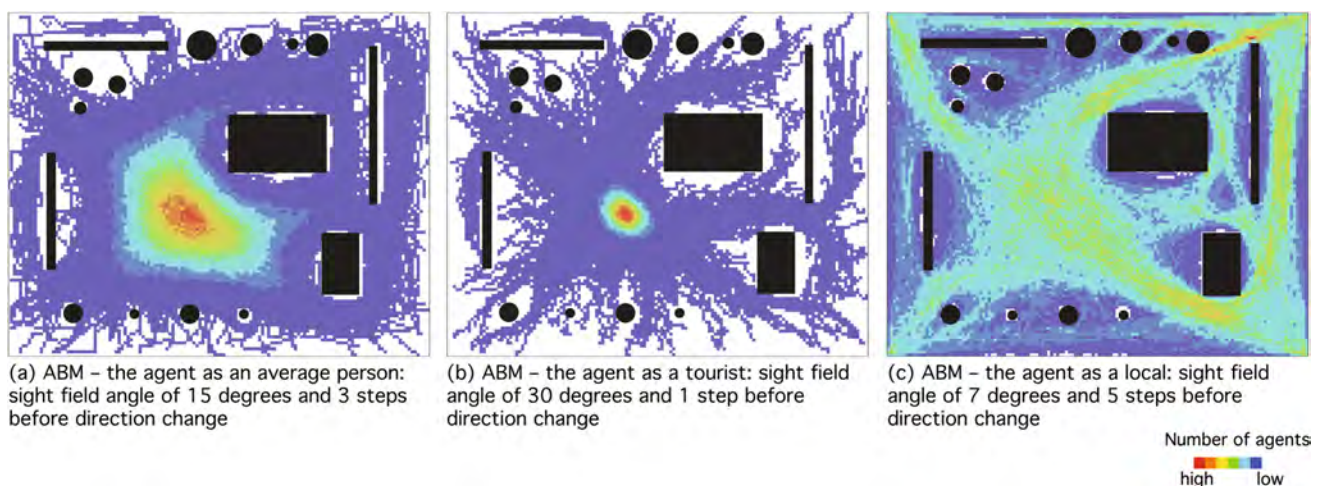 (a) ABM – the agent as an average person:
sight field angle of 15 degrees and 3 steps
before direction change
(b) ABM – the agent as a tourist: sight field
angle of 30 degrees and 1 step before
direction change
(c) ABM – the agent as a local: sight field
angle of 7 degrees and 5 steps before
direction change
Number of agents
high low